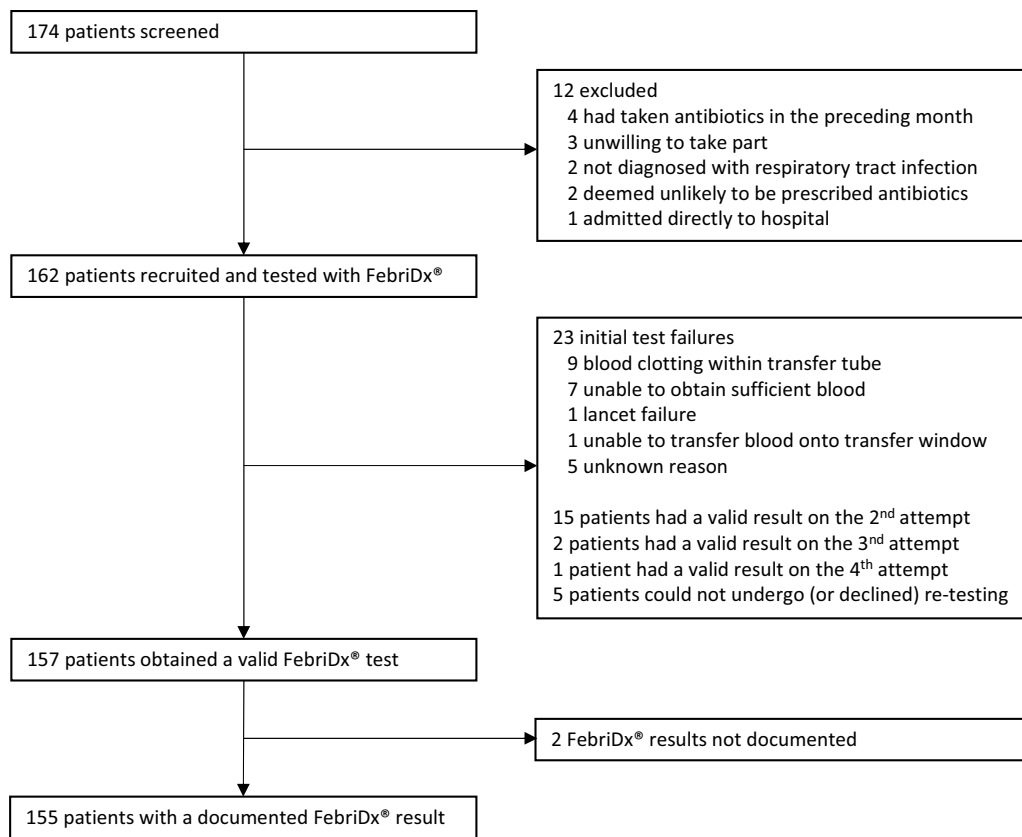 174 patients screened
12 excluded
4 had taken antibiotics in the preceding month
3 unwilling to take part
2 not diagnosed with respiratory tract infection
2 deemed unlikely to be prescribed antibiotics
1 admitted directly to hospital
162 patients recruited and tested with FebriDx®
23 initial test failures
9 blood clotting within transfer tube
7 unable to obtain sufficient blood
1 lancet failure
1 unable to transfer blood onto transfer window
5 unknown reason
15 patients had a valid result on the 2nd attempt
2 patients had a valid result on the 3rd attempt
1 patient had a valid result on the 4th attempt
5 patients could not undergo (or declined) re-testing
157 patients obtained a valid FebriDx® test
2 FebriDx® results not documented
155 patients with a documented FebriDx® result